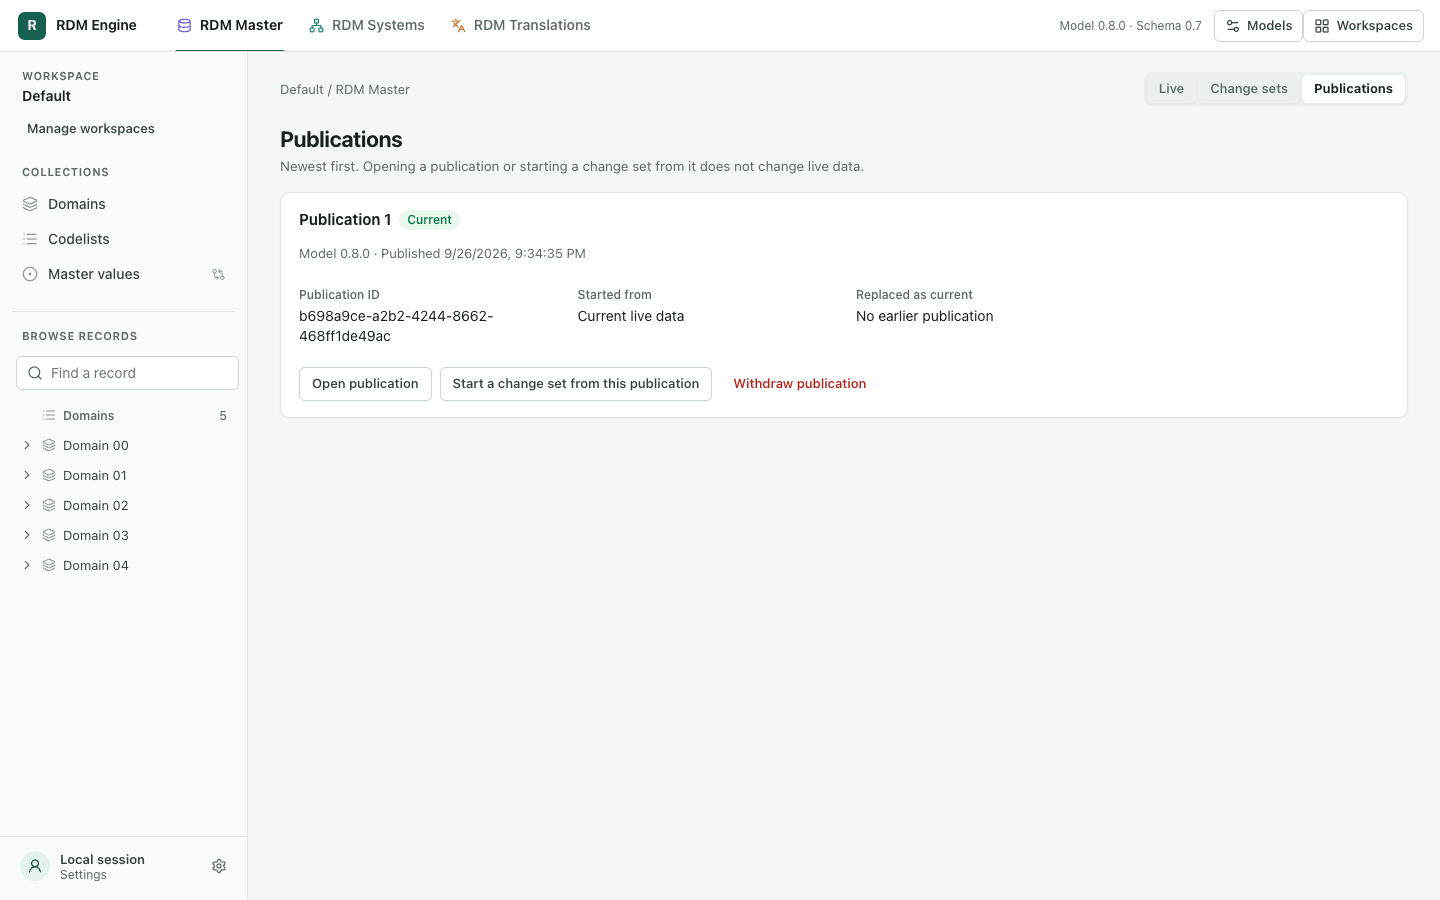 R RDM Engine RDM Master RDM Systems RDM Translations Model 0.8.0 · Schema 0.7 Models Workspaces
WORKSPACE
Default
Manage workspaces
COLLECTIONS
Domains
Codelists
Master values
BROWSE RECORDS
Find a record
Domains 5
Domain 00
Domain 01
Domain 02
Domain 03
Domain 04
Local session
Settings
Default / RDM Master
Live Change sets Publications
Publications
Newest first. Opening a publication or starting a change set from it does not change live data.
Publication 1 Current
Model 0.8.0 · Published 9/26/2026, 9:34:35 PM
Publication ID
b698a9ce-a2b2-4244-8662-
468ff1de49ac
Started from
Current live data
Replaced as current
No earlier publication
Open publication Start a change set from this publication Withdraw publication